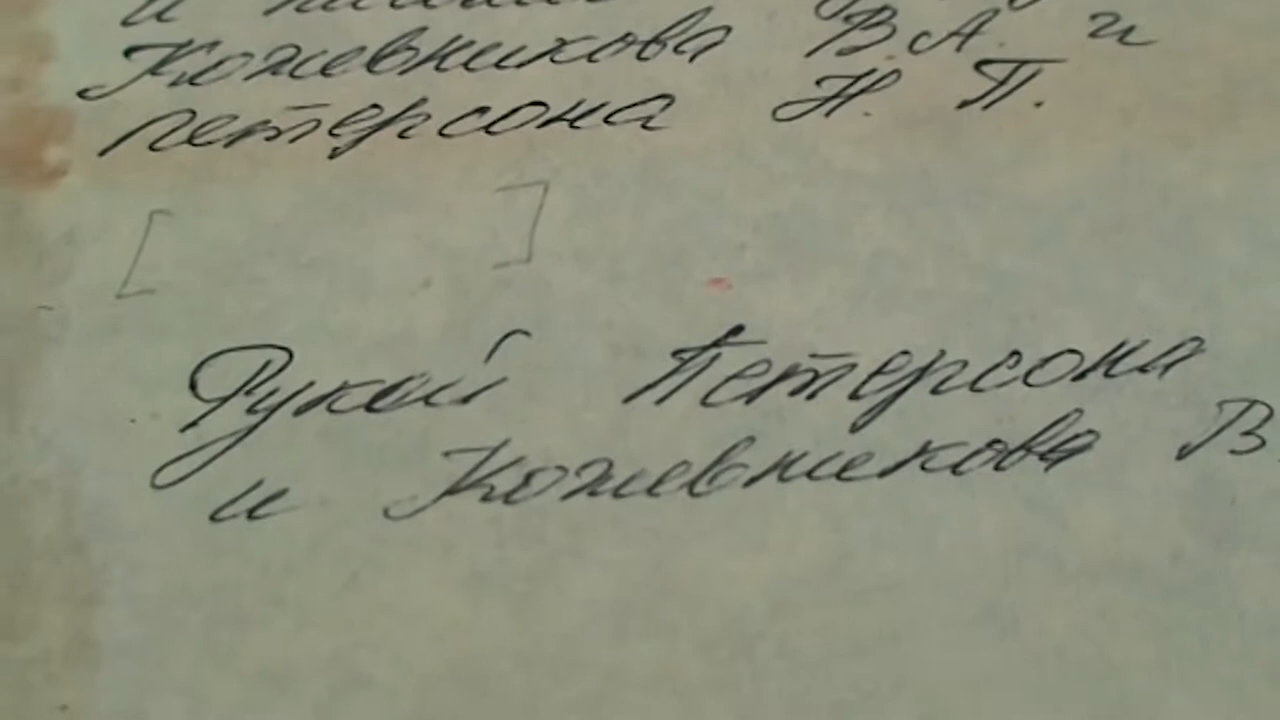 и
Кожевникова В.А. и
петерсона Н. П.
[ ]
Рукой Петерсона
и Кожевникова В